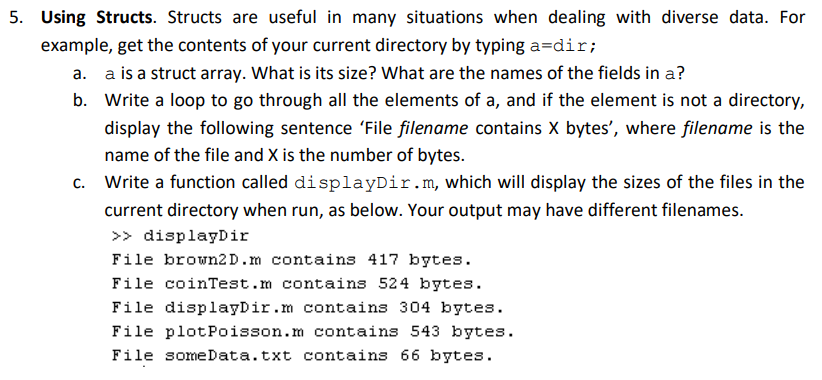 5. Using Structs. Structs are useful in many situations when dealing with diverse data. For
example, get the contents of your current directory by typing a=dir;
a. a is a struct array. What is its size? What are the names of the fields in a?
b. Write a loop to go through all the elements of a, and if the element is not a directory,
display the following sentence ‘File filename contains X bytes’, where filename is the
name of the file and X is the number of bytes.
c. Write a function called displayDir.m, which will display the sizes of the files in the
current directory when run, as below. Your output may have different filenames.
>> displayDir
File brown2D.m contains 417 bytes.
File coinTest.m contains 524 bytes.
File displayDir.m contains 304 bytes.
File plotPoisson.m contains 543 bytes.
File someData.txt contains 66 bytes.